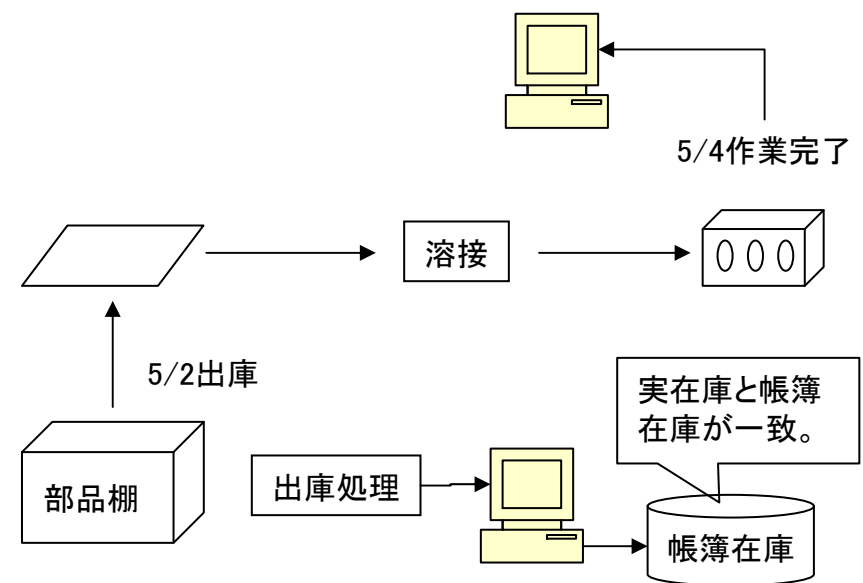 5/4作業完了
溶接
5/2出庫
実在庫と帳簿
在庫が一致。
部品棚
出庫処理
帳簿在庫